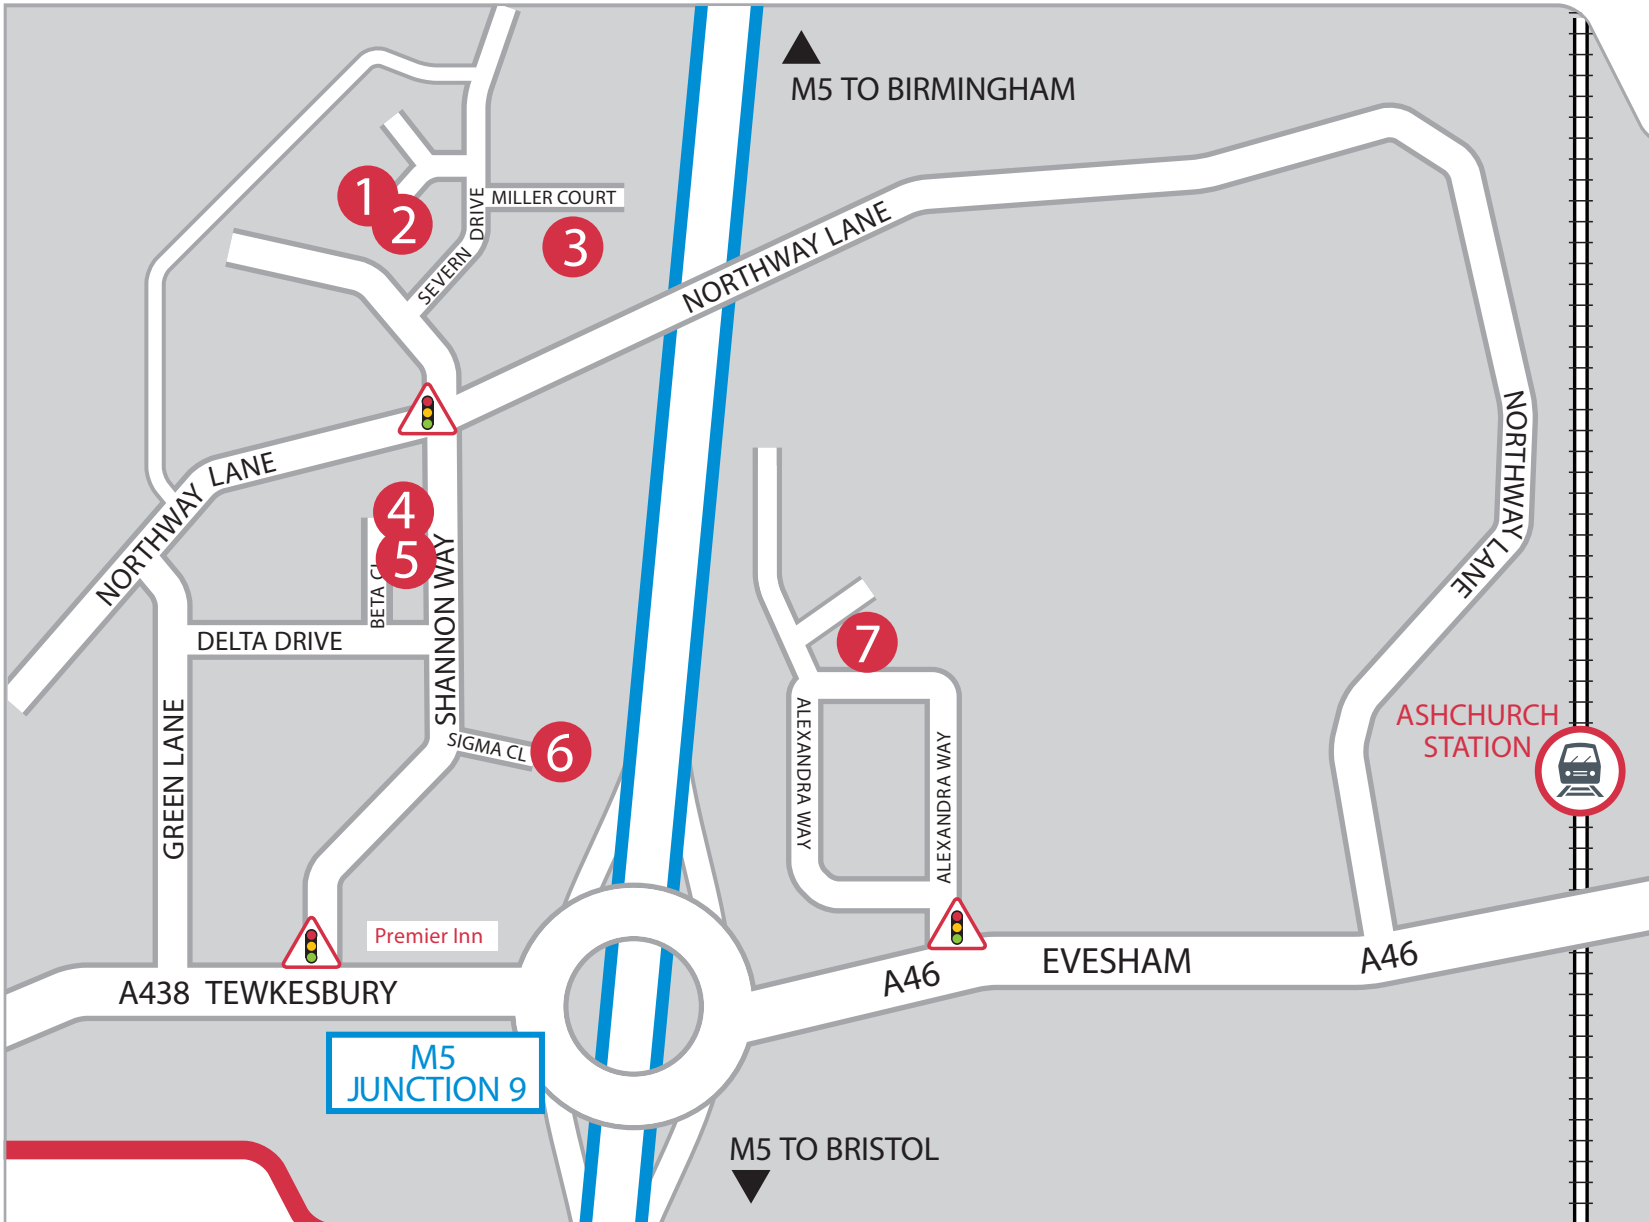 M5 TO BIRMINGHAM
1
2
MILLER COURT
3
SEVERN DRIVE
NORTHWAY LANE
NORTHWAY LANE
NORTHWAY LANE
4
5
BETA CL
SHANNON WAY
DELTA DRIVE
GREEN LANE
SIGMA CL
6
7
ALEXANDRA WAY
ALEXANDRA WAY
ASHCHURCH
STATION
Premier Inn
A438 TEWKESBURY
A46
EVESHAM
A46
M5
JUNCTION 9
M5 TO BRISTOL